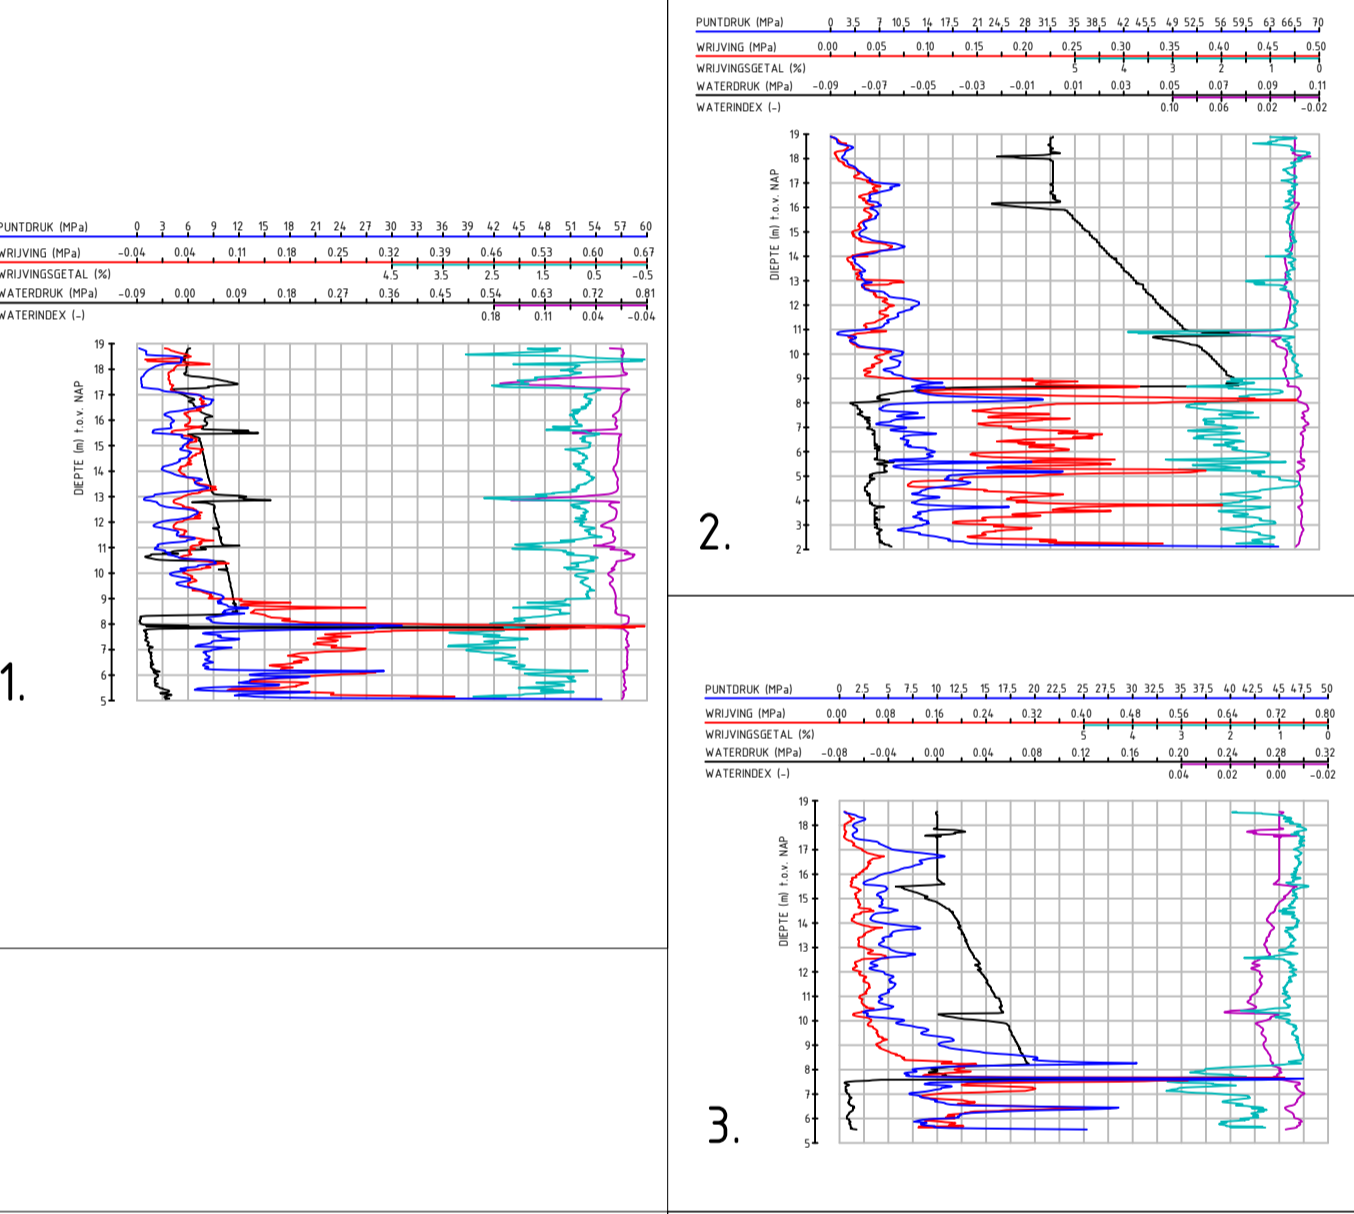 PUNTDRUK (MPa) 0 3 6 9 12 15 18 21 24 27 30 33 36 39 42 45 48 51 54 57 60
WRIJVING (MPa) -0.04 0.04 0.11 0.18 0.25 0.32 0.39 0.46 0.53 0.60 0.67
WRIJVINGSGETAL (%) 4.5 3.5 2.5 1.5 0.5 -0.5
WATERDRUK (MPa) -0.09 0.00 0.09 0.18 0.27 0.36 0.45 0.54 0.63 0.72 0.81
WATERINDEX (-) 0.18 0.11 0.04 -0.04
DIEPTE (m) t.o.v. NAP
19
18
17
16
15
14
13
12
11
10
9
8
7
6
5
1.
PUNTDRUK (MPa) 0 3.5 7 10.5 14 17.5 21 24.5 28 31.5 35 38.5 42 45.5 49 52.5 56 59.5 63 66.5 70
WRIJVING (MPa) 0.00 0.05 0.10 0.15 0.20 0.25 0.30 0.35 0.40 0.45 0.50
WRIJVINGSGETAL (%) 5 4 3 2 1 0
WATERDRUK (MPa) -0.09 -0.07 -0.05 -0.03 -0.01 0.01 0.03 0.05 0.07 0.09 0.11
WATERINDEX (-) 0.10 0.06 0.02 -0.02
DIEPTE (m) t.o.v. NAP
19
18
17
16
15
14
13
12
11
10
9
8
7
6
5
4
3
2
2.
PUNTDRUK (MPa) 0 2.5 5 7.5 10 12.5 15 17.5 20 22.5 25 27.5 30 32.5 35 37.5 40 42.5 45 47.5 50
WRIJVING (MPa) 0.00 0.08 0.16 0.24 0.32 0.40 0.48 0.56 0.64 0.72 0.80
WRIJVINGSGETAL (%) 5 4 3 2 1 0
WATERDRUK (MPa) -0.08 -0.04 0.00 0.04 0.08 0.12 0.16 0.20 0.24 0.28 0.32
WATERINDEX (-) 0.04 0.02 0.00 -0.02
DIEPTE (m) t.o.v. NAP
19
18
17
16
15
14
13
12
11
10
9
8
7
6
5
3.